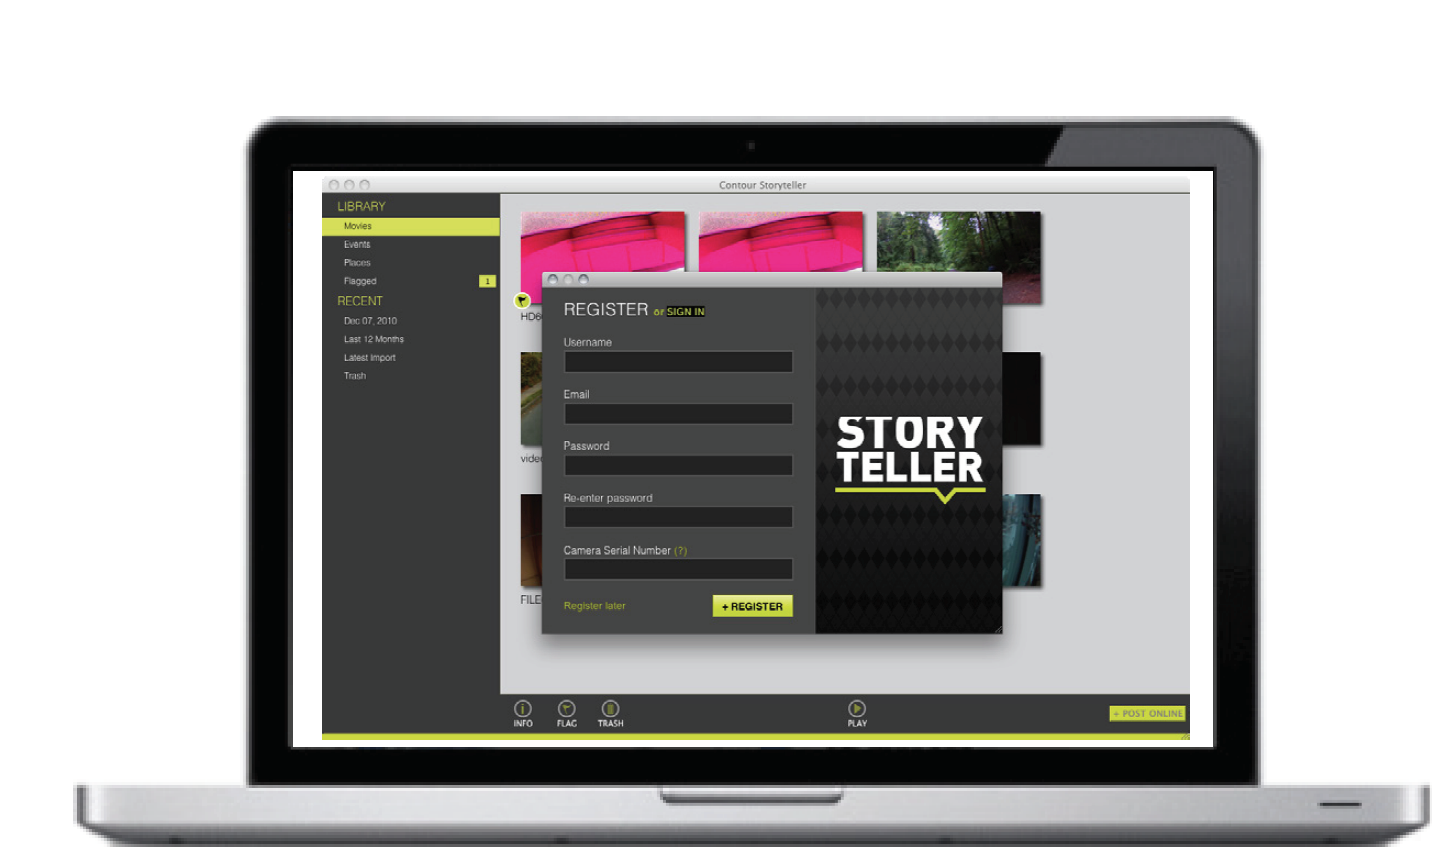 Contour Storyteller
LIBRARY
Movies
Events
Places
Flagged 1
RECENT
Dec 07, 2010
Last 12 Months
Latest Import
Trash
HD6
video
FILE
REGISTER or SIGN IN
Username
Email
Password
Re-enter password
Camera Serial Number (?)
Register later
+ REGISTER
STORY
TELLER
INFO
FLAG
TRASH
PLAY
+ POST ONLINE